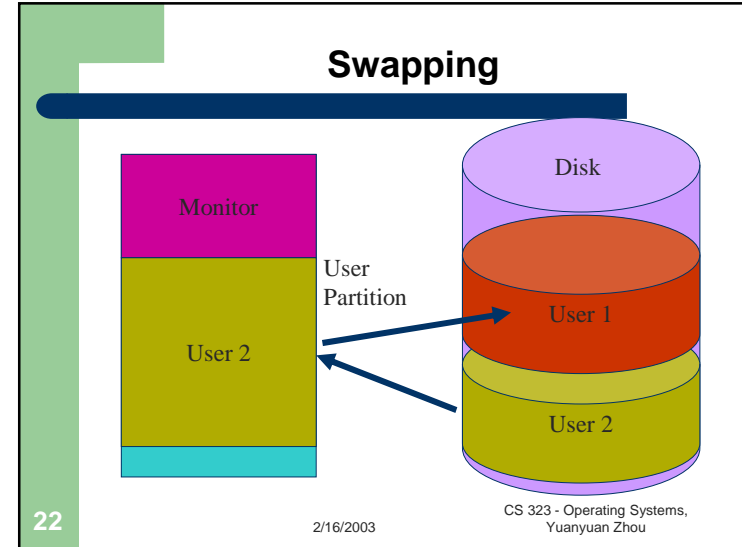 Swapping
Disk
Monitor
User
Partition
User 1
User 2
User 2
22
2/16/2003
CS 323 - Operating Systems,
Yuanyuan Zhou